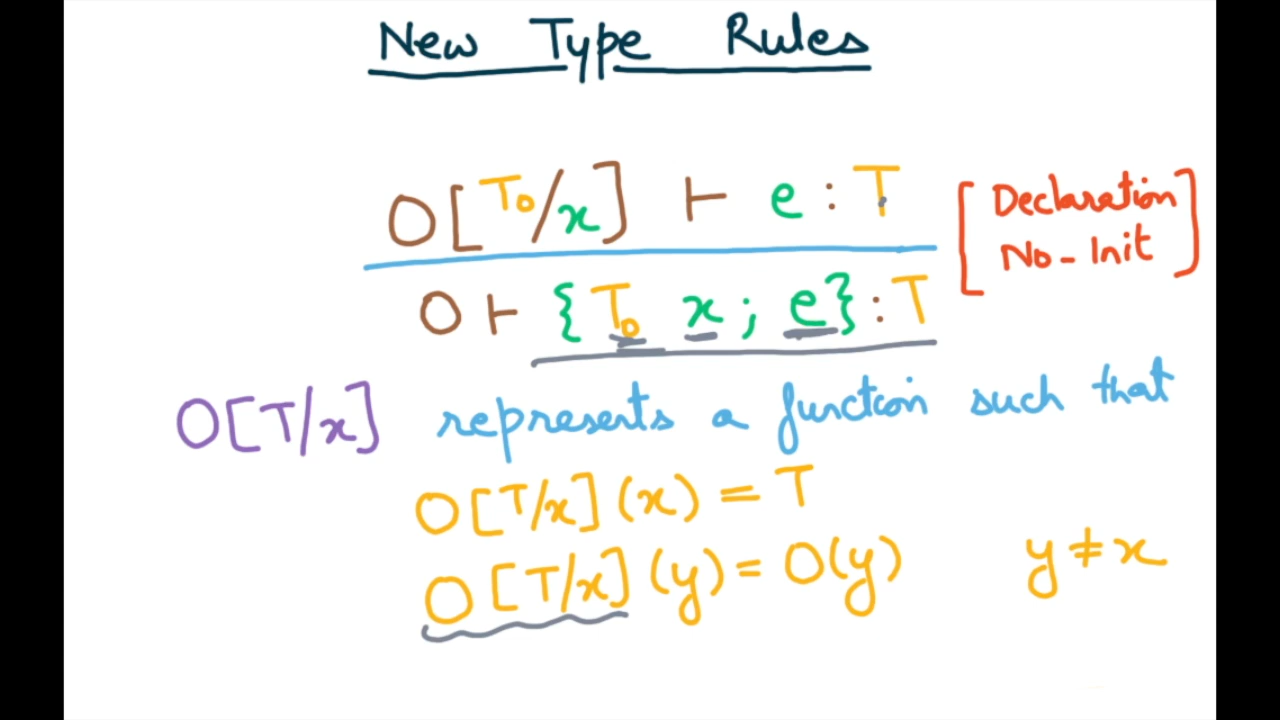 New Type Rules
O[T₀/x] ⊢ e : T [Declaration
No-Init]
O ⊢ {T₀ x ; e} : T
O[T/x] represents a function such that
O[T/x](x) = T
O[T/x](y) = O(y) y ≠ x